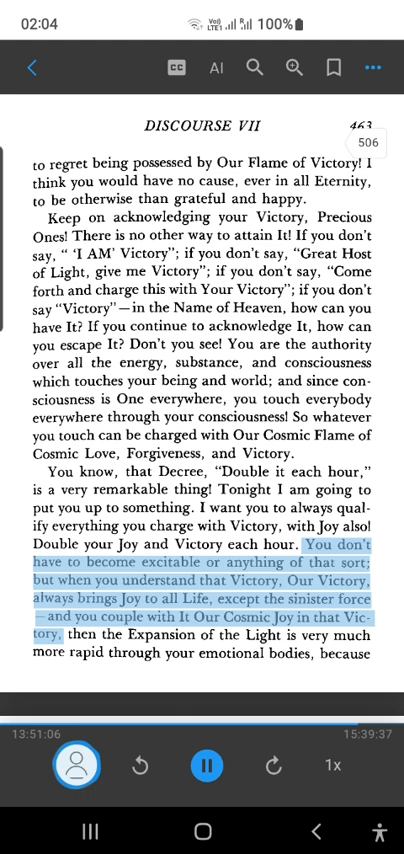 02:04
Vo)) LTE1 R 100%
CC AI
DISCOURSE VII 463
506
to regret being possessed by Our Flame of Victory! I
think you would have no cause, ever in all Eternity,
to be otherwise than grateful and happy.
Keep on acknowledging your Victory, Precious
Ones! There is no other way to attain It! If you don't
say, “ ‘I AM’ Victory”; if you don't say, “Great Host
of Light, give me Victory”; if you don't say, “Come
forth and charge this with Your Victory”; if you don't
say “Victory”—in the Name of Heaven, how can you
have It? If you continue to acknowledge It, how can
you escape It? Don't you see! You are the authority
over all the energy, substance, and consciousness
which touches your being and world; and since con-
sciousness is One everywhere, you touch everybody
everywhere through your consciousness! So whatever
you touch can be charged with Our Cosmic Flame of
Cosmic Love, Forgiveness, and Victory.
You know, that Decree, “Double it each hour,”
is a very remarkable thing! Tonight I am going to
put you up to something. I want you to always qual-
ify everything you charge with Victory, with Joy also!
Double your Joy and Victory each hour. You don't
have to become excitable or anything of that sort;
but when you understand that Victory, Our Victory,
always brings Joy to all Life, except the sinister force
—and you couple with It Our Cosmic Joy in that Vic-
tory, then the Expansion of the Light is very much
more rapid through your emotional bodies, because
13:51:06 15:39:37
1x